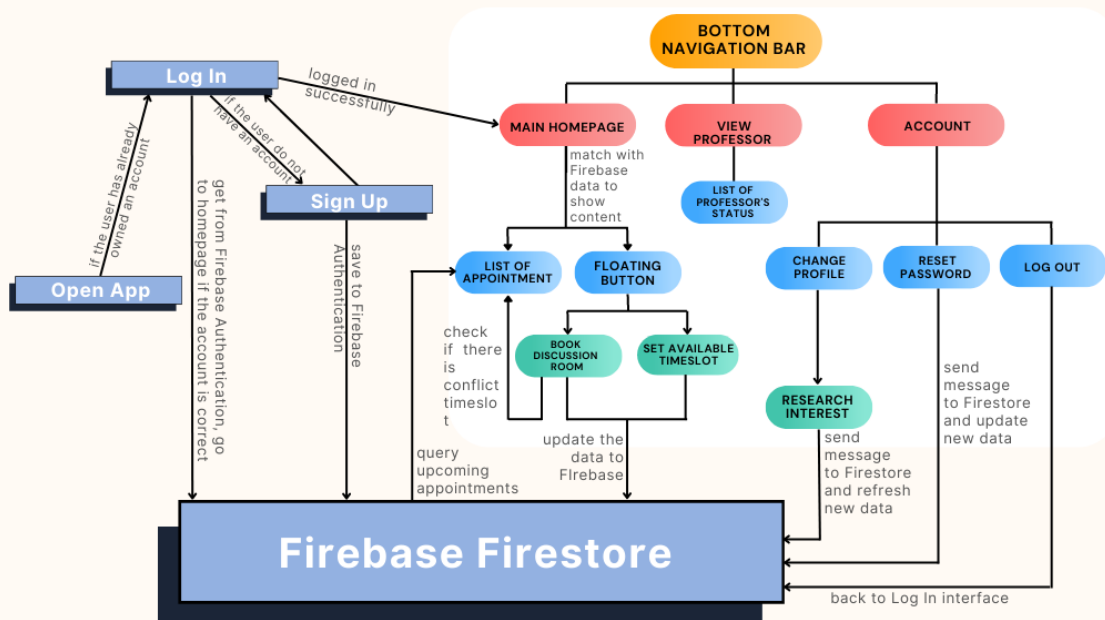 BOTTOM
NAVIGATION BAR
Log In
logged in
successfully
MAIN HOMEPAGE
VIEW
PROFESSOR
ACCOUNT
if the user has already
owned an account
if the user do not
have an account
Sign Up
Open App
match with
Firebase
data to
show
content
LIST OF
PROFESSOR'S
STATUS
get from Firebase Authentication, go
to homepage if the account is correct
save to Firebase
Authentication
LIST OF
APPOINTMENT
FLOATING
BUTTON
CHANGE
PROFILE
RESET
PASSWORD
LOG OUT
check
if there
is
conflict
timeslo
t
BOOK
DISCUSSION
ROOM
SET AVAILABLE
TIMESLOT
RESEARCH
INTEREST
send
message
to Firestore
and update
new data
query
upcoming
appointments
update the
data to
FIrebase
send
message
to Firestore
and refresh
new data
Firebase Firestore
back to Log In interface